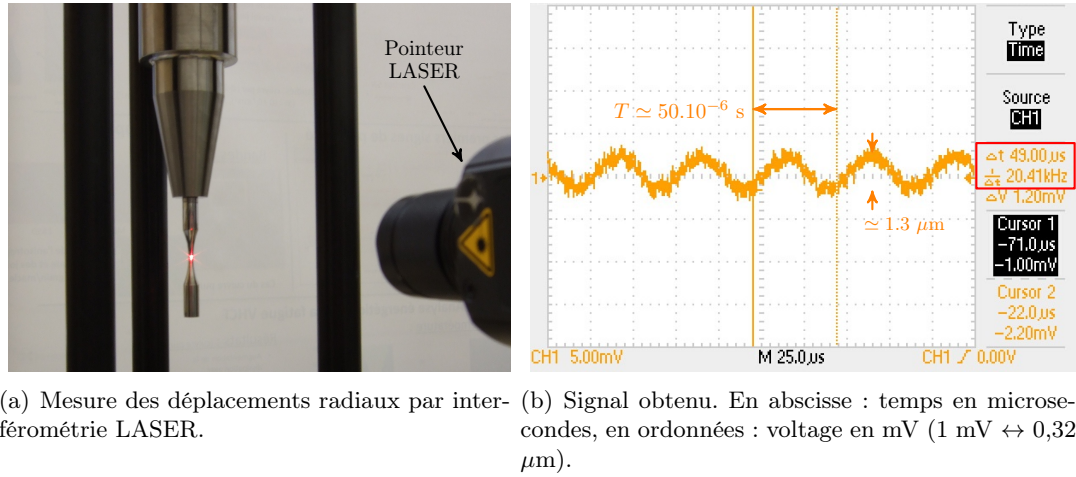 Pointeur
LASER
T ≃ 50.10⁻⁶ s
≃ 1.3 μm
1
CH1 5.00mV
M 25.0µs
CH1 ⌿ 0.00V
Type
Time
Source
CH1
△t 49.00µs
1/△t 20.41kHz
△V 1.20mV
Cursor 1
-71.0µs
-1.00mV
Cursor 2
-22.0µs
-2.20mV
(a) Mesure des déplacements radiaux par inter-
férométrie LASER.
(b) Signal obtenu. En abscisse : temps en microse-
condes, en ordonnées : voltage en mV (1 mV ↔ 0,32
μm).